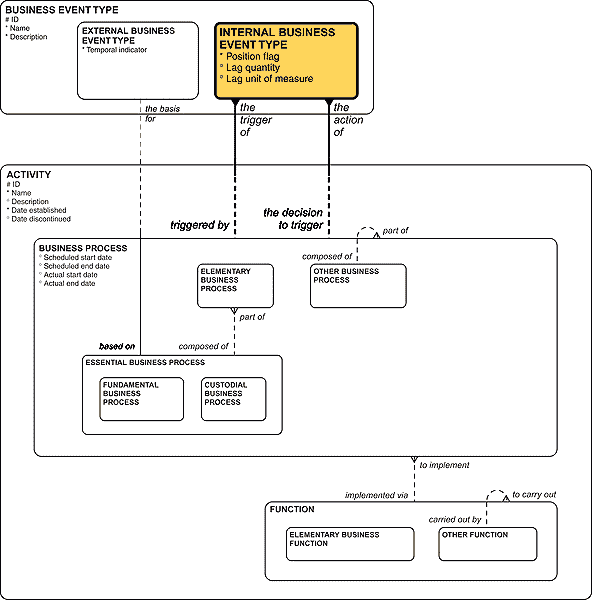 BUSINESS EVENT TYPE
# ID
* Name
* Description
EXTERNAL BUSINESS
EVENT TYPE
* Temporal indicator
INTERNAL BUSINESS
EVENT TYPE
* Position flag
° Lag quantity
° Lag unit of measure
the basis
for
the
trigger
of
the
action
of
ACTIVITY
# ID
* Name
° Description
* Date established
° Date discontinued
triggered by
the decision
to trigger
part of
BUSINESS PROCESS
° Scheduled start date
° Scheduled end date
° Actual start date
° Actual end date
composed of
ELEMENTARY
BUSINESS
PROCESS
OTHER BUSINESS
PROCESS
part of
based on
composed of
ESSENTIAL BUSINESS PROCESS
FUNDAMENTAL
BUSINESS
PROCESS
CUSTODIAL
BUSINESS
PROCESS
to implement
implemented via
to carry out
FUNCTION
carried out by
ELEMENTARY BUSINESS
FUNCTION
OTHER FUNCTION